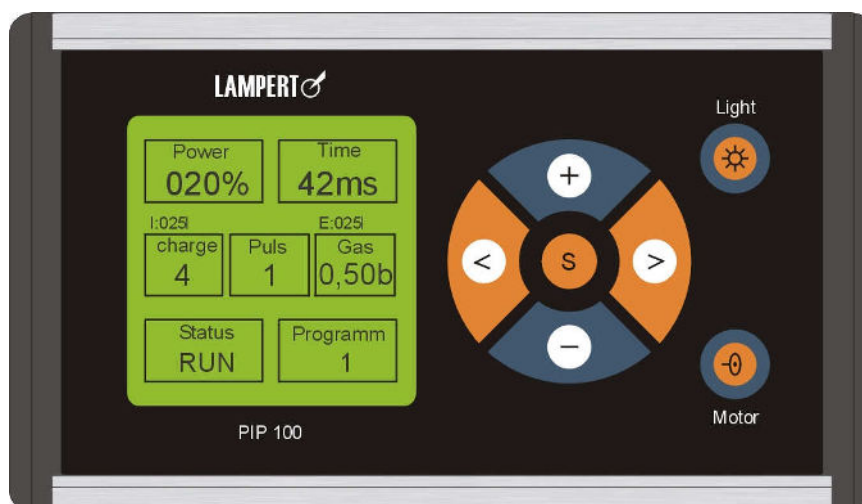 LAMPERT
Light
Power
Time
020%
42ms
+
I:025l
E:025l
charge
Puls
Gas
4
1
0,50b
<
S
>
Status
Programm
RUN
1
−
Motor
PIP 100